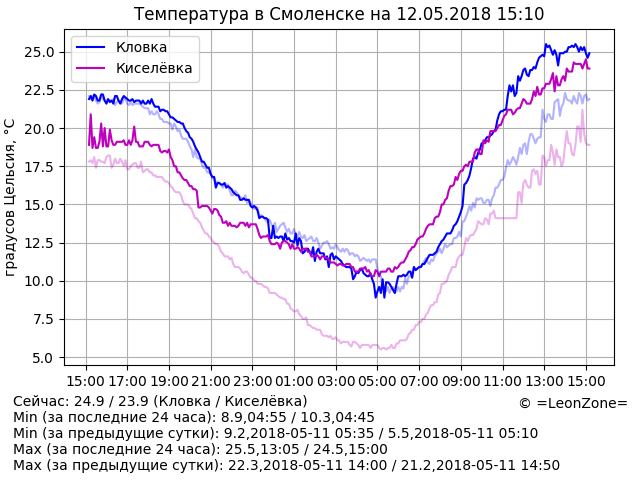 Температура в Смоленске на 12.05.2018 15:10
Кловка
Киселёвка
градусов Цельсия, °C
25.0
22.5
20.0
17.5
15.0
12.5
10.0
7.5
5.0
15:00 17:00 19:00 21:00 23:00 01:00 03:00 05:00 07:00 09:00 11:00 13:00 15:00
Сейчас: 24.9 / 23.9 (Кловка / Киселёвка)
© =LeonZone=
Min (за последние 24 часа): 8.9,04:55 / 10.3,04:45
Min (за предыдущие сутки): 9.2,2018-05-11 05:35 / 5.5,2018-05-11 05:10
Max (за последние 24 часа): 25.5,13:05 / 24.5,15:00
Max (за предыдущие сутки): 22.3,2018-05-11 14:00 / 21.2,2018-05-11 14:50